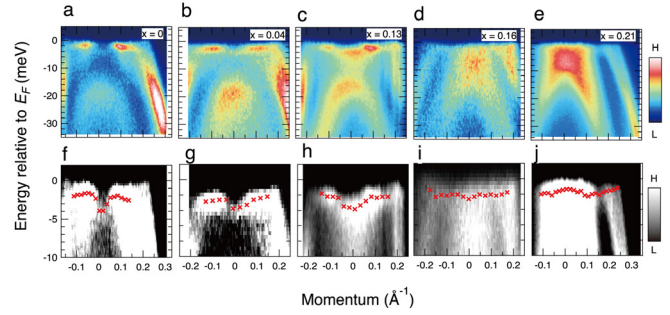 a b c d e
x = 0 x = 0.04 x = 0.13 x = 0.16 x = 0.21
Energy relative to E_F (meV)
0
-10
-20
-30
H
L
f g h i j
0
-5
-10
H
L
-0.1 0 0.1 0.2 0.3 -0.2 -0.1 0 0.1 0.2 -0.2 -0.1 0 0.1 0.2 -0.2 -0.1 0 0.1 0.2 -0.1 0 0.1 0.2 0.3
Momentum (Å⁻¹)